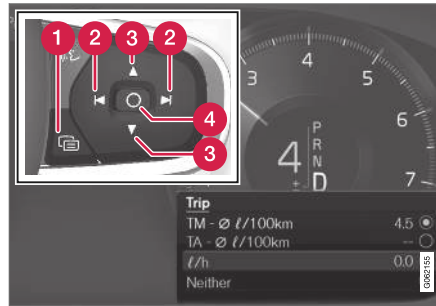 1
2
3
2
4
3
3
4
5
6
7
4
P
R
N
± D
Trip
TM - Ø ℓ/100km 4.5
TA - Ø ℓ/100km --
ℓ/h 0.0
Neither
G062155